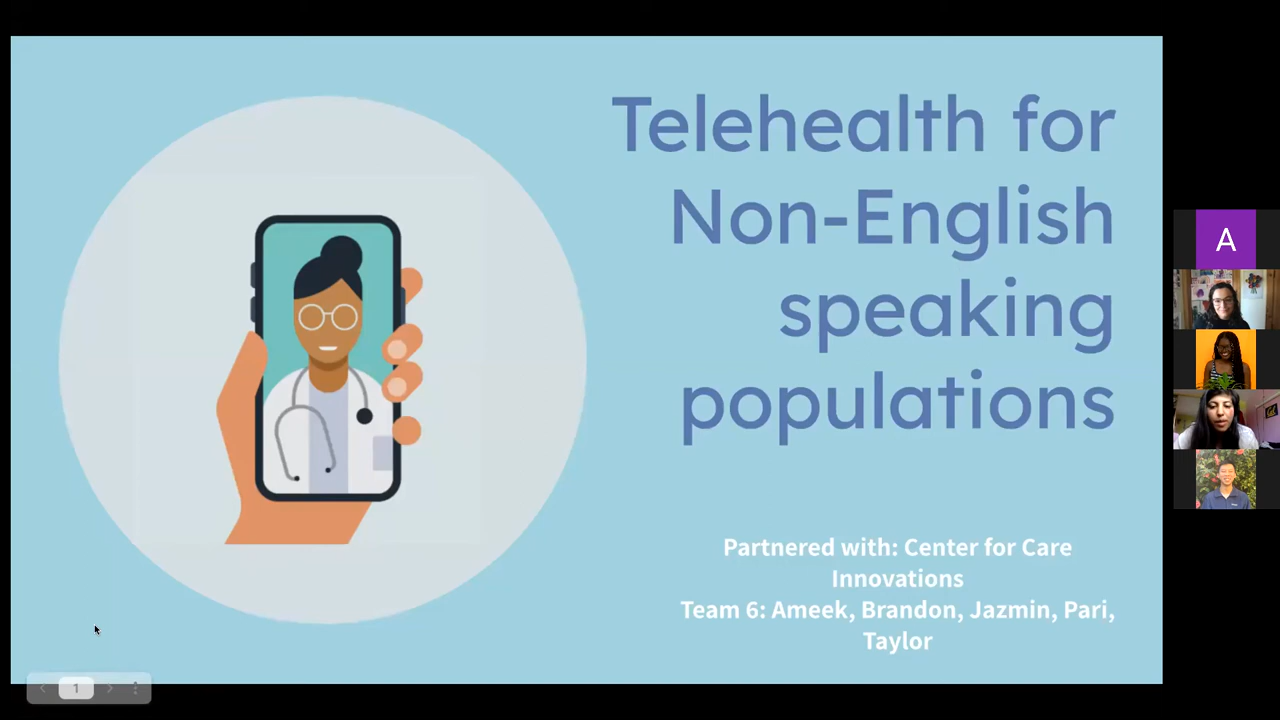 Telehealth for
Non-English
speaking
populations
Partnered with: Center for Care
Innovations
Team 6: Ameek, Brandon, Jazmin, Pari,
Taylor
A
1